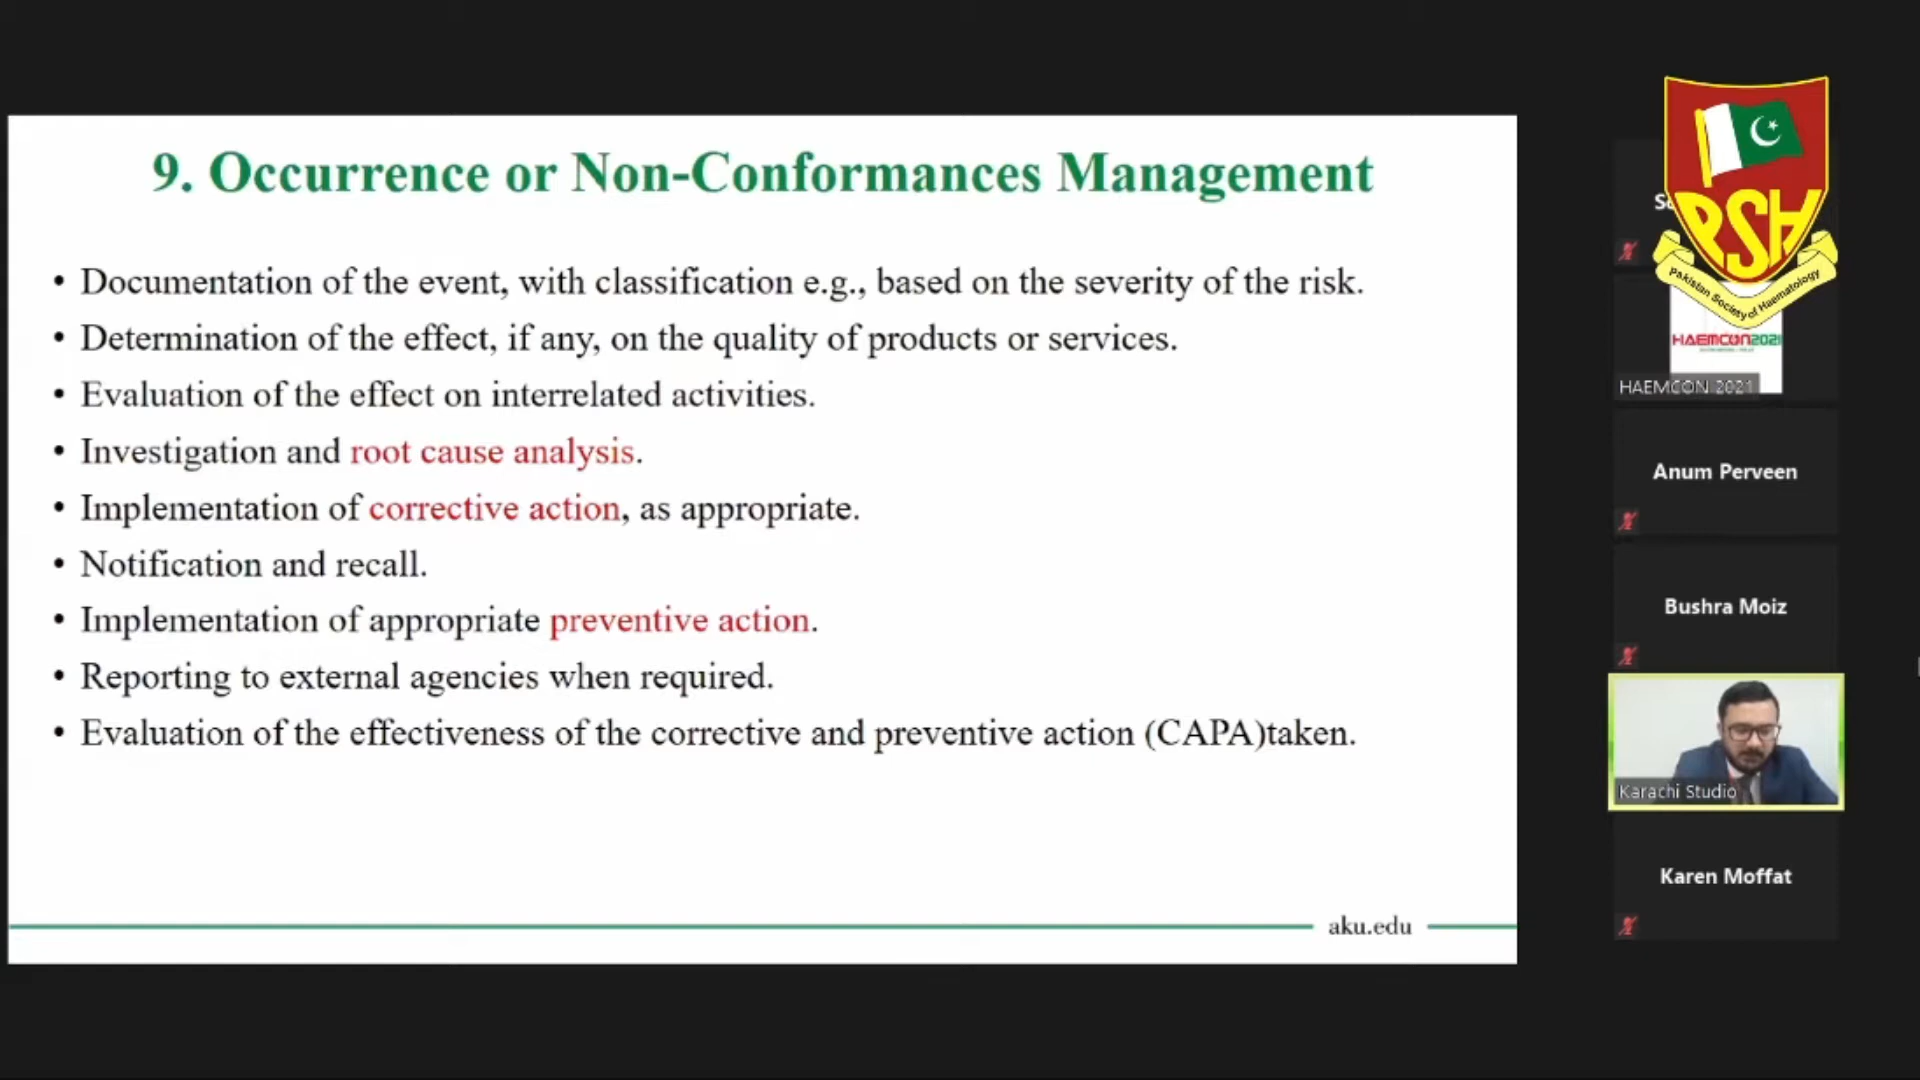 9. Occurrence or Non-Conformances Management
• Documentation of the event, with classification e.g., based on the severity of the risk.
• Determination of the effect, if any, on the quality of products or services.
• Evaluation of the effect on interrelated activities.
• Investigation and root cause analysis.
• Implementation of corrective action, as appropriate.
• Notification and recall.
• Implementation of appropriate preventive action.
• Reporting to external agencies when required.
• Evaluation of the effectiveness of the corrective and preventive action (CAPA)taken.
aku.edu
PSH
Pakistan Society of Haematology
HAEMCON2021
HAEMCON 2021
Anum Perveen
Bushra Moiz
Karachi Studio
Karen Moffat